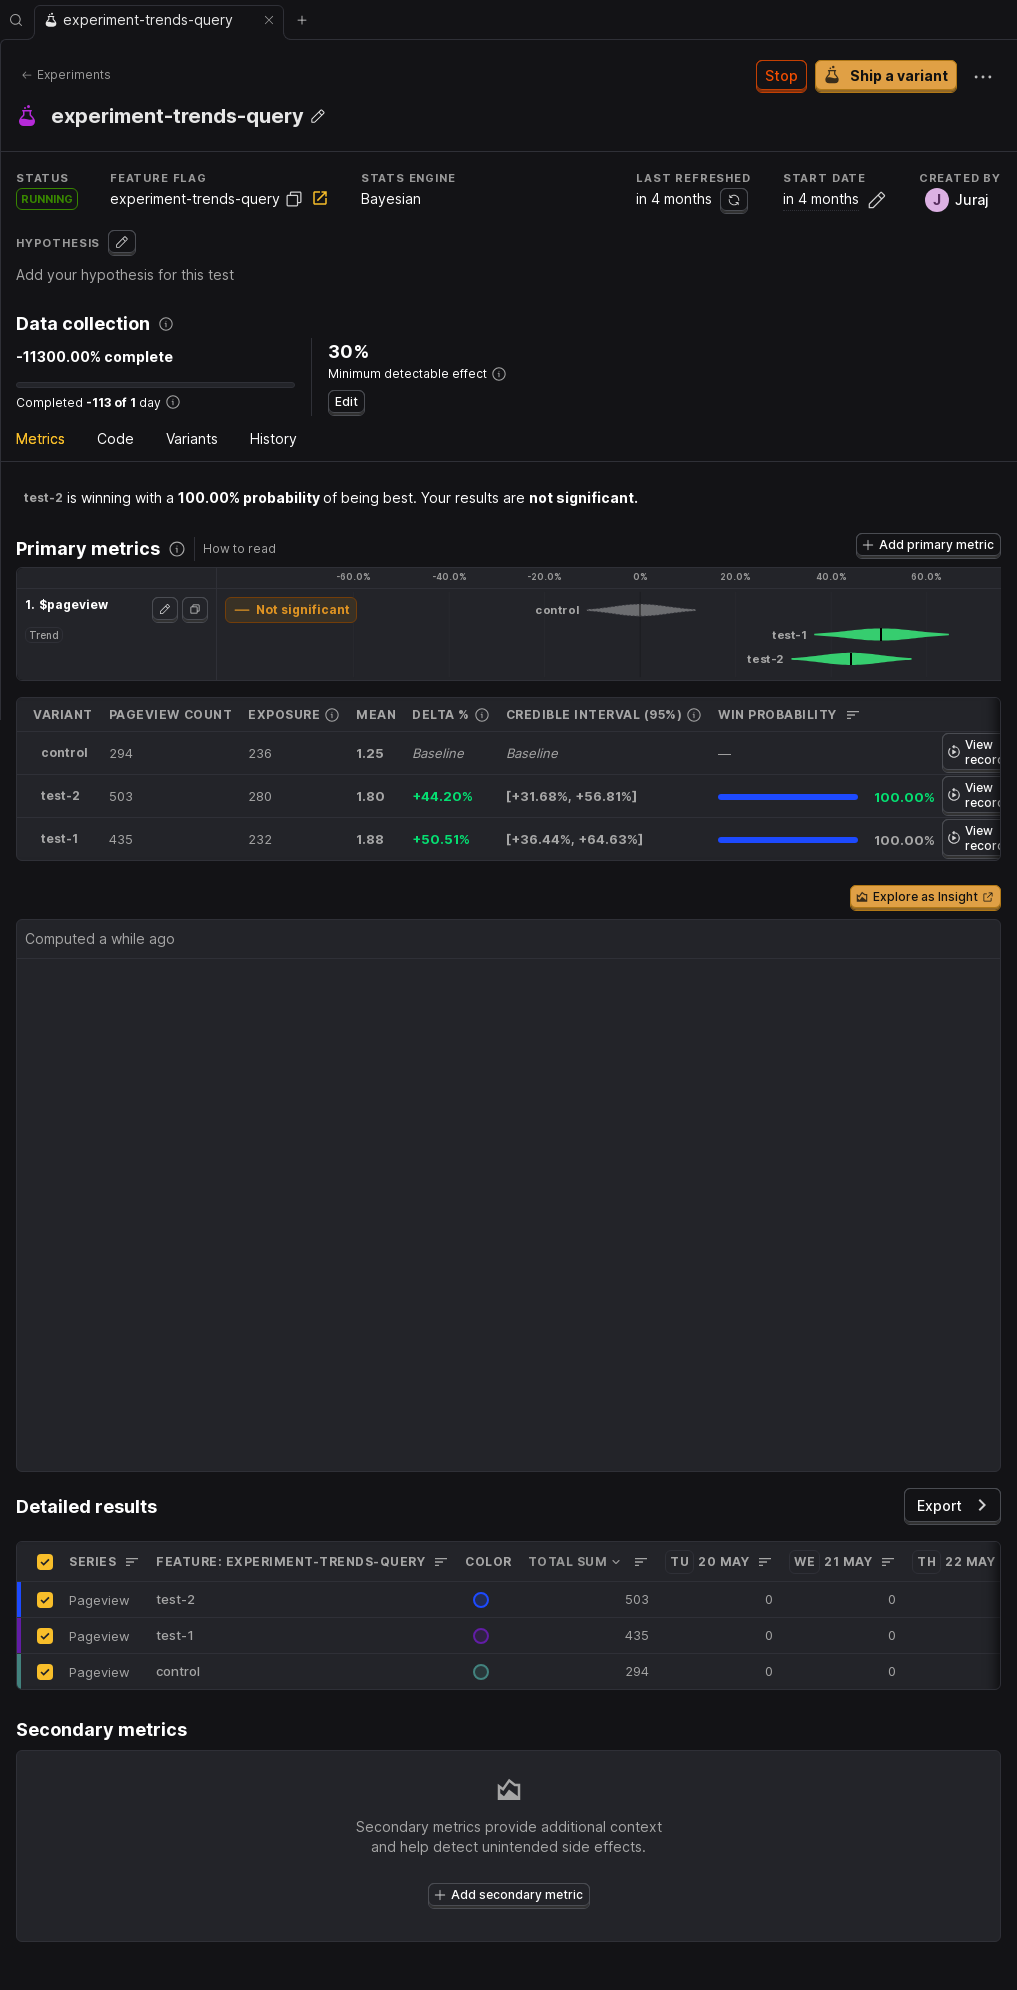 experiment-trends-query
Experiments
Stop
Ship a variant
experiment-trends-query
STATUS
RUNNING
FEATURE FLAG
experiment-trends-query
STATS ENGINE
Bayesian
LAST REFRESHED
in 4 months
START DATE
in 4 months
CREATED BY
J Juraj
HYPOTHESIS
Add your hypothesis for this test
Data collection
-11300.00% complete
Completed -113 of 1 day
30%
Minimum detectable effect
Edit
Metrics Code Variants History
test-2 is winning with a 100.00% probability of being best. Your results are not significant.
Primary metrics
How to read
Add primary metric
-60.0% -40.0% -20.0% 0% 20.0% 40.0% 60.0%
1. $pageview
Trend
Not significant
control
test-1
test-2
VARIANT PAGEVIEW COUNT EXPOSURE MEAN DELTA % CREDIBLE INTERVAL (95%) WIN PROBABILITY
control 294 236 1.25 Baseline Baseline — View
test-2 503 280 1.80 +44.20% [+31.68%, +56.81%] 100.00% View
test-1 435 232 1.88 +50.51% [+36.44%, +64.63%] 100.00% View
Explore as Insight
Computed a while ago
Detailed results
Export
SERIES FEATURE: EXPERIMENT-TRENDS-QUERY COLOR TOTAL SUM TU 20 MAY WE 21 MAY TH 22 MAY
Pageview test-2 503 0 0
Pageview test-1 435 0 0
Pageview control 294 0 0
Secondary metrics
Secondary metrics provide additional context
and help detect unintended side effects.
Add secondary metric